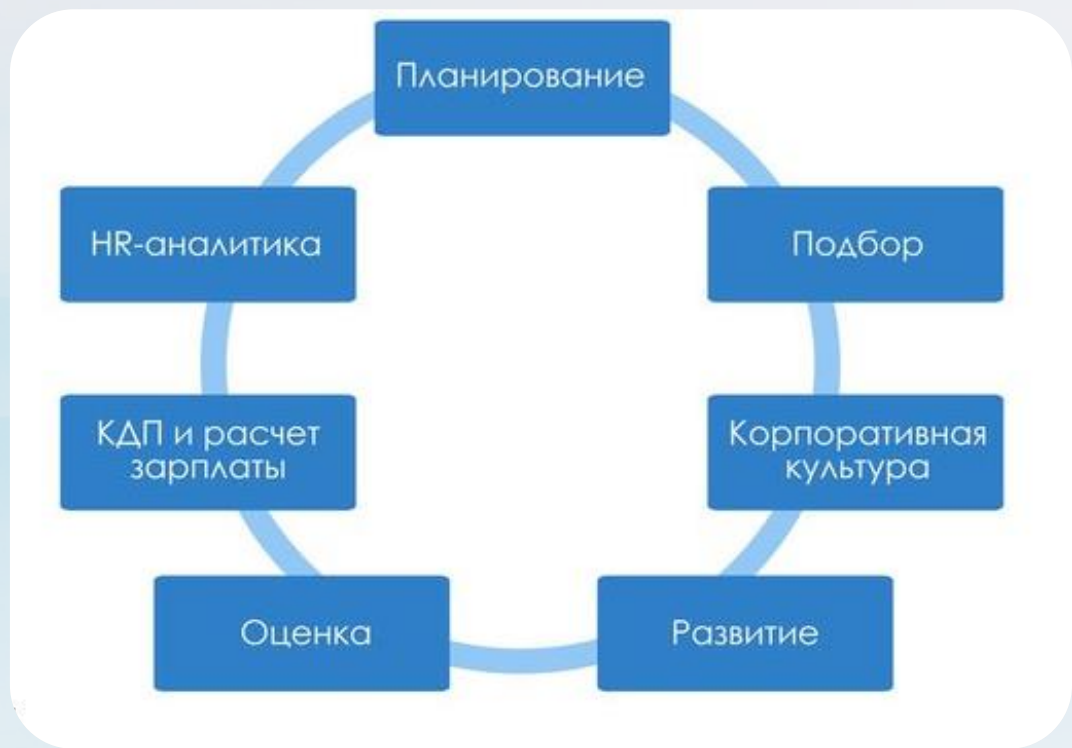 Планирование
HR-аналитика
Подбор
КДП и расчет
зарплаты
Корпоративная
культура
Оценка
Развитие